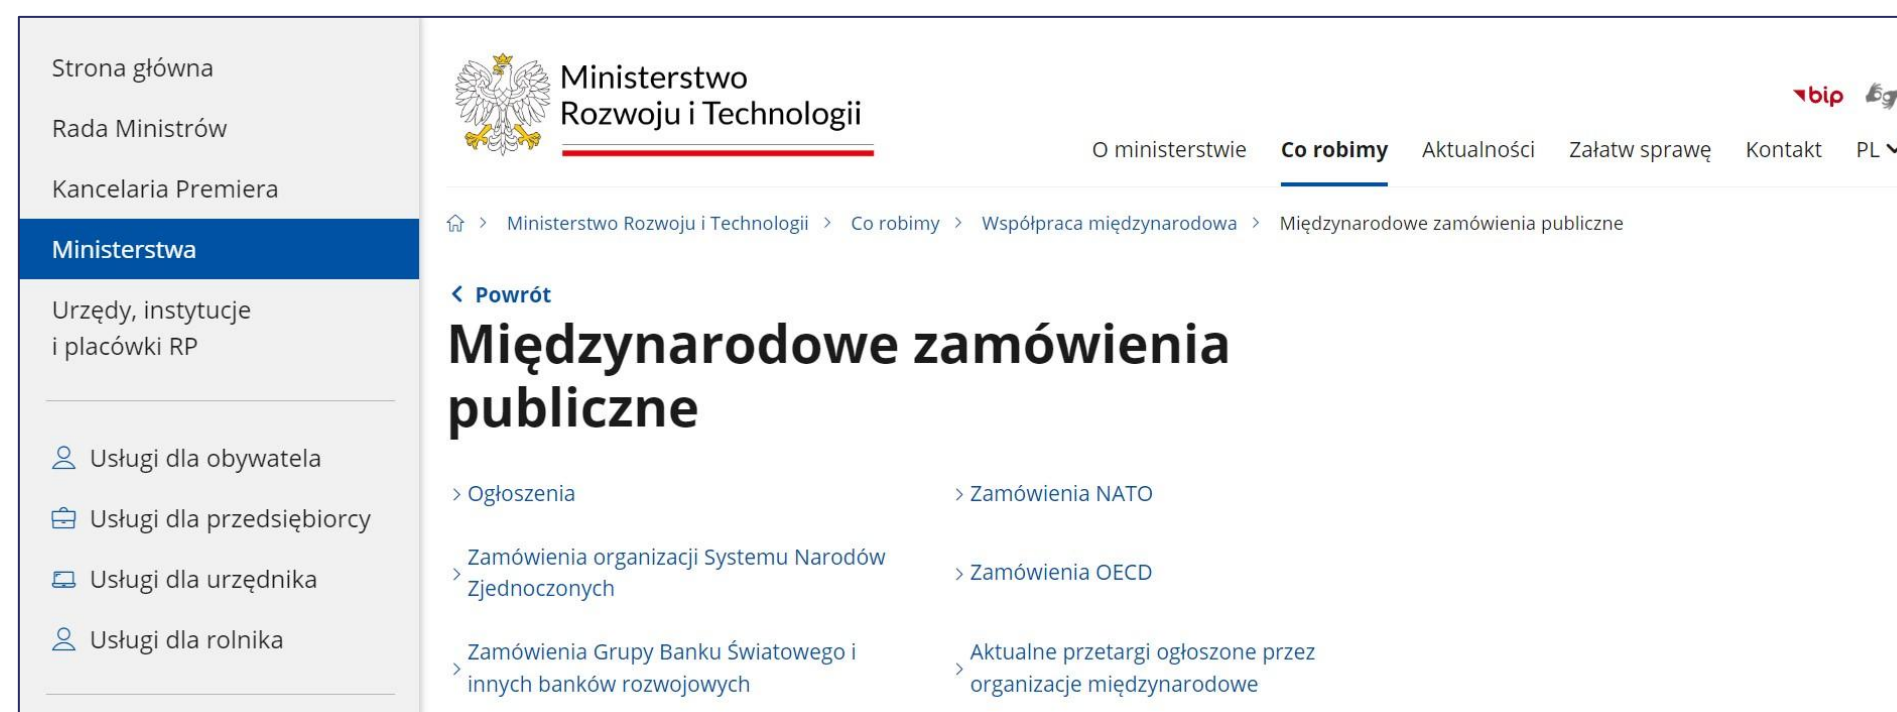 Strona główna
Rada Ministrów
Kancelaria Premiera
Ministerstwa
Urzędy, instytucje
i placówki RP
Usługi dla obywatela
Usługi dla przedsiębiorcy
Usługi dla urzędnika
Usługi dla rolnika
Ministerstwo
Rozwoju i Technologii
bip
O ministerstwie Co robimy Aktualności Załatw sprawę Kontakt PL
Ministerstwo Rozwoju i Technologii > Co robimy > Współpraca międzynarodowa > Międzynarodowe zamówienia publiczne
Powrót
Międzynarodowe zamówienia
publiczne
Ogłoszenia
Zamówienia NATO
Zamówienia organizacji Systemu Narodów
Zjednoczonych
Zamówienia OECD
Zamówienia Grupy Banku Światowego i
innych banków rozwojowych
Aktualne przetargi ogłoszone przez
organizacje międzynarodowe